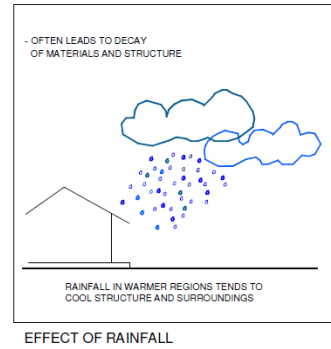 - OFTEN LEADS TO DECAY
OF MATERIALS AND STRUCTURE
RAINFALL IN WARMER REGIONS TENDS TO
COOL STRUCTURE AND SURROUNDINGS
EFFECT OF RAINFALL